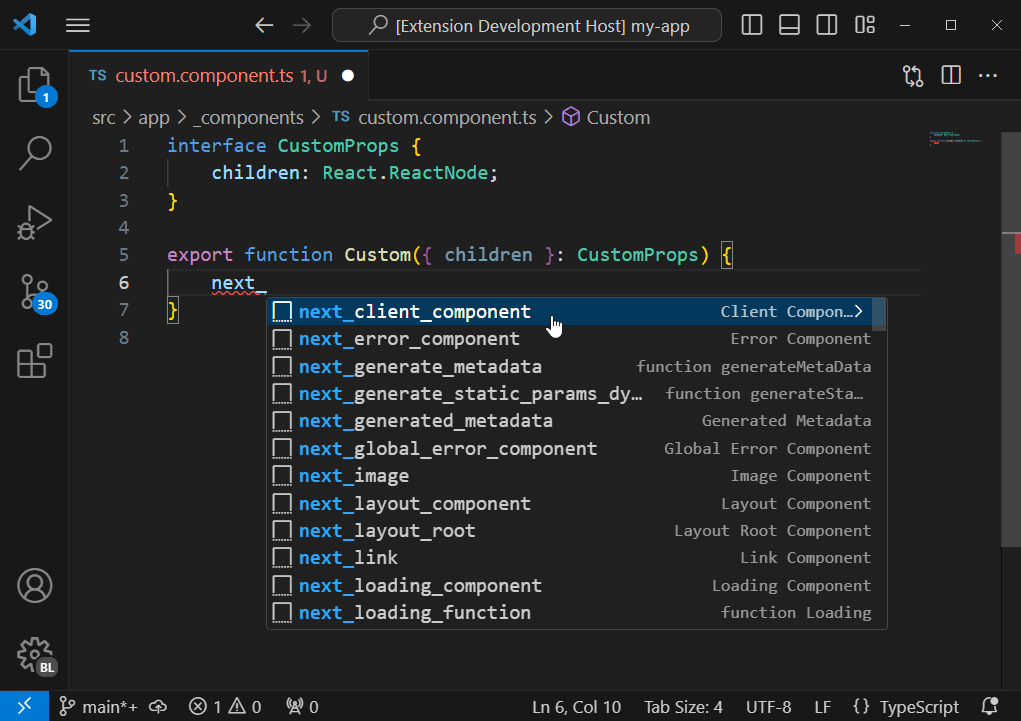 [Extension Development Host] my-app
TS custom.component.ts 1, U
1
src > app > _components > TS custom.component.ts > Custom
1 interface CustomProps {
2 children: React.ReactNode;
3 }
4
5 export function Custom({ children }: CustomProps) {
6 next_
7 }
8
30
next_client_component Client Compon…>
next_error_component Error Component
next_generate_metadata function generateMetaData
next_generate_static_params_dy… function generateSta…
next_generated_metadata Generated Metadata
next_global_error_component Global Error Component
next_image Image Component
next_layout_component Layout Component
next_layout_root Layout Root Component
next_link Link Component
next_loading_component Loading Component
next_loading_function function Loading
BL
main*+ 1 0 0 Ln 6, Col 10 Tab Size: 4 UTF-8 LF {} TypeScript